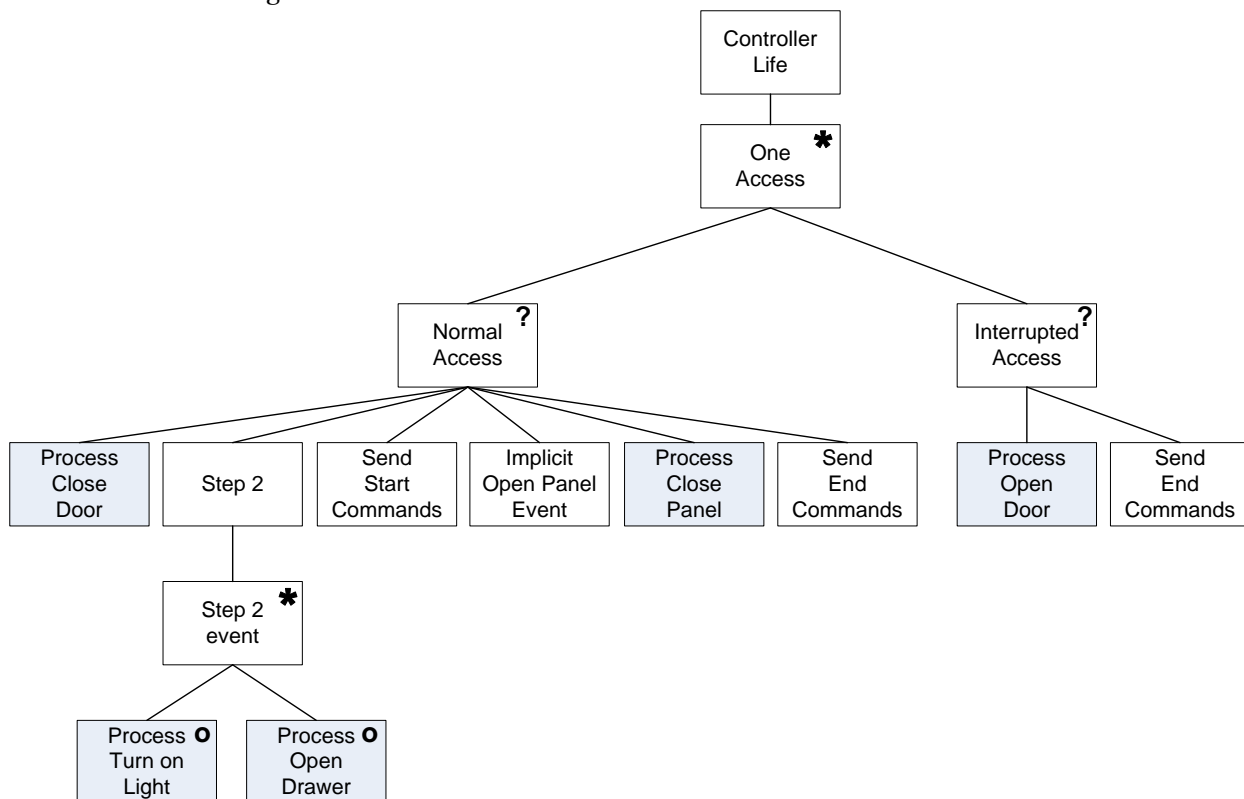 Controller
Life
One
Access
*
Normal
Access
?
Interrupted
Access
?
Process
Close
Door
Step 2
Send
Start
Commands
Implicit
Open Panel
Event
Process
Close
Panel
Send
End
Commands
Process
Open
Door
Send
End
Commands
Step 2
event
*
Process o
Turn on
Light
Process o
Open
Drawer